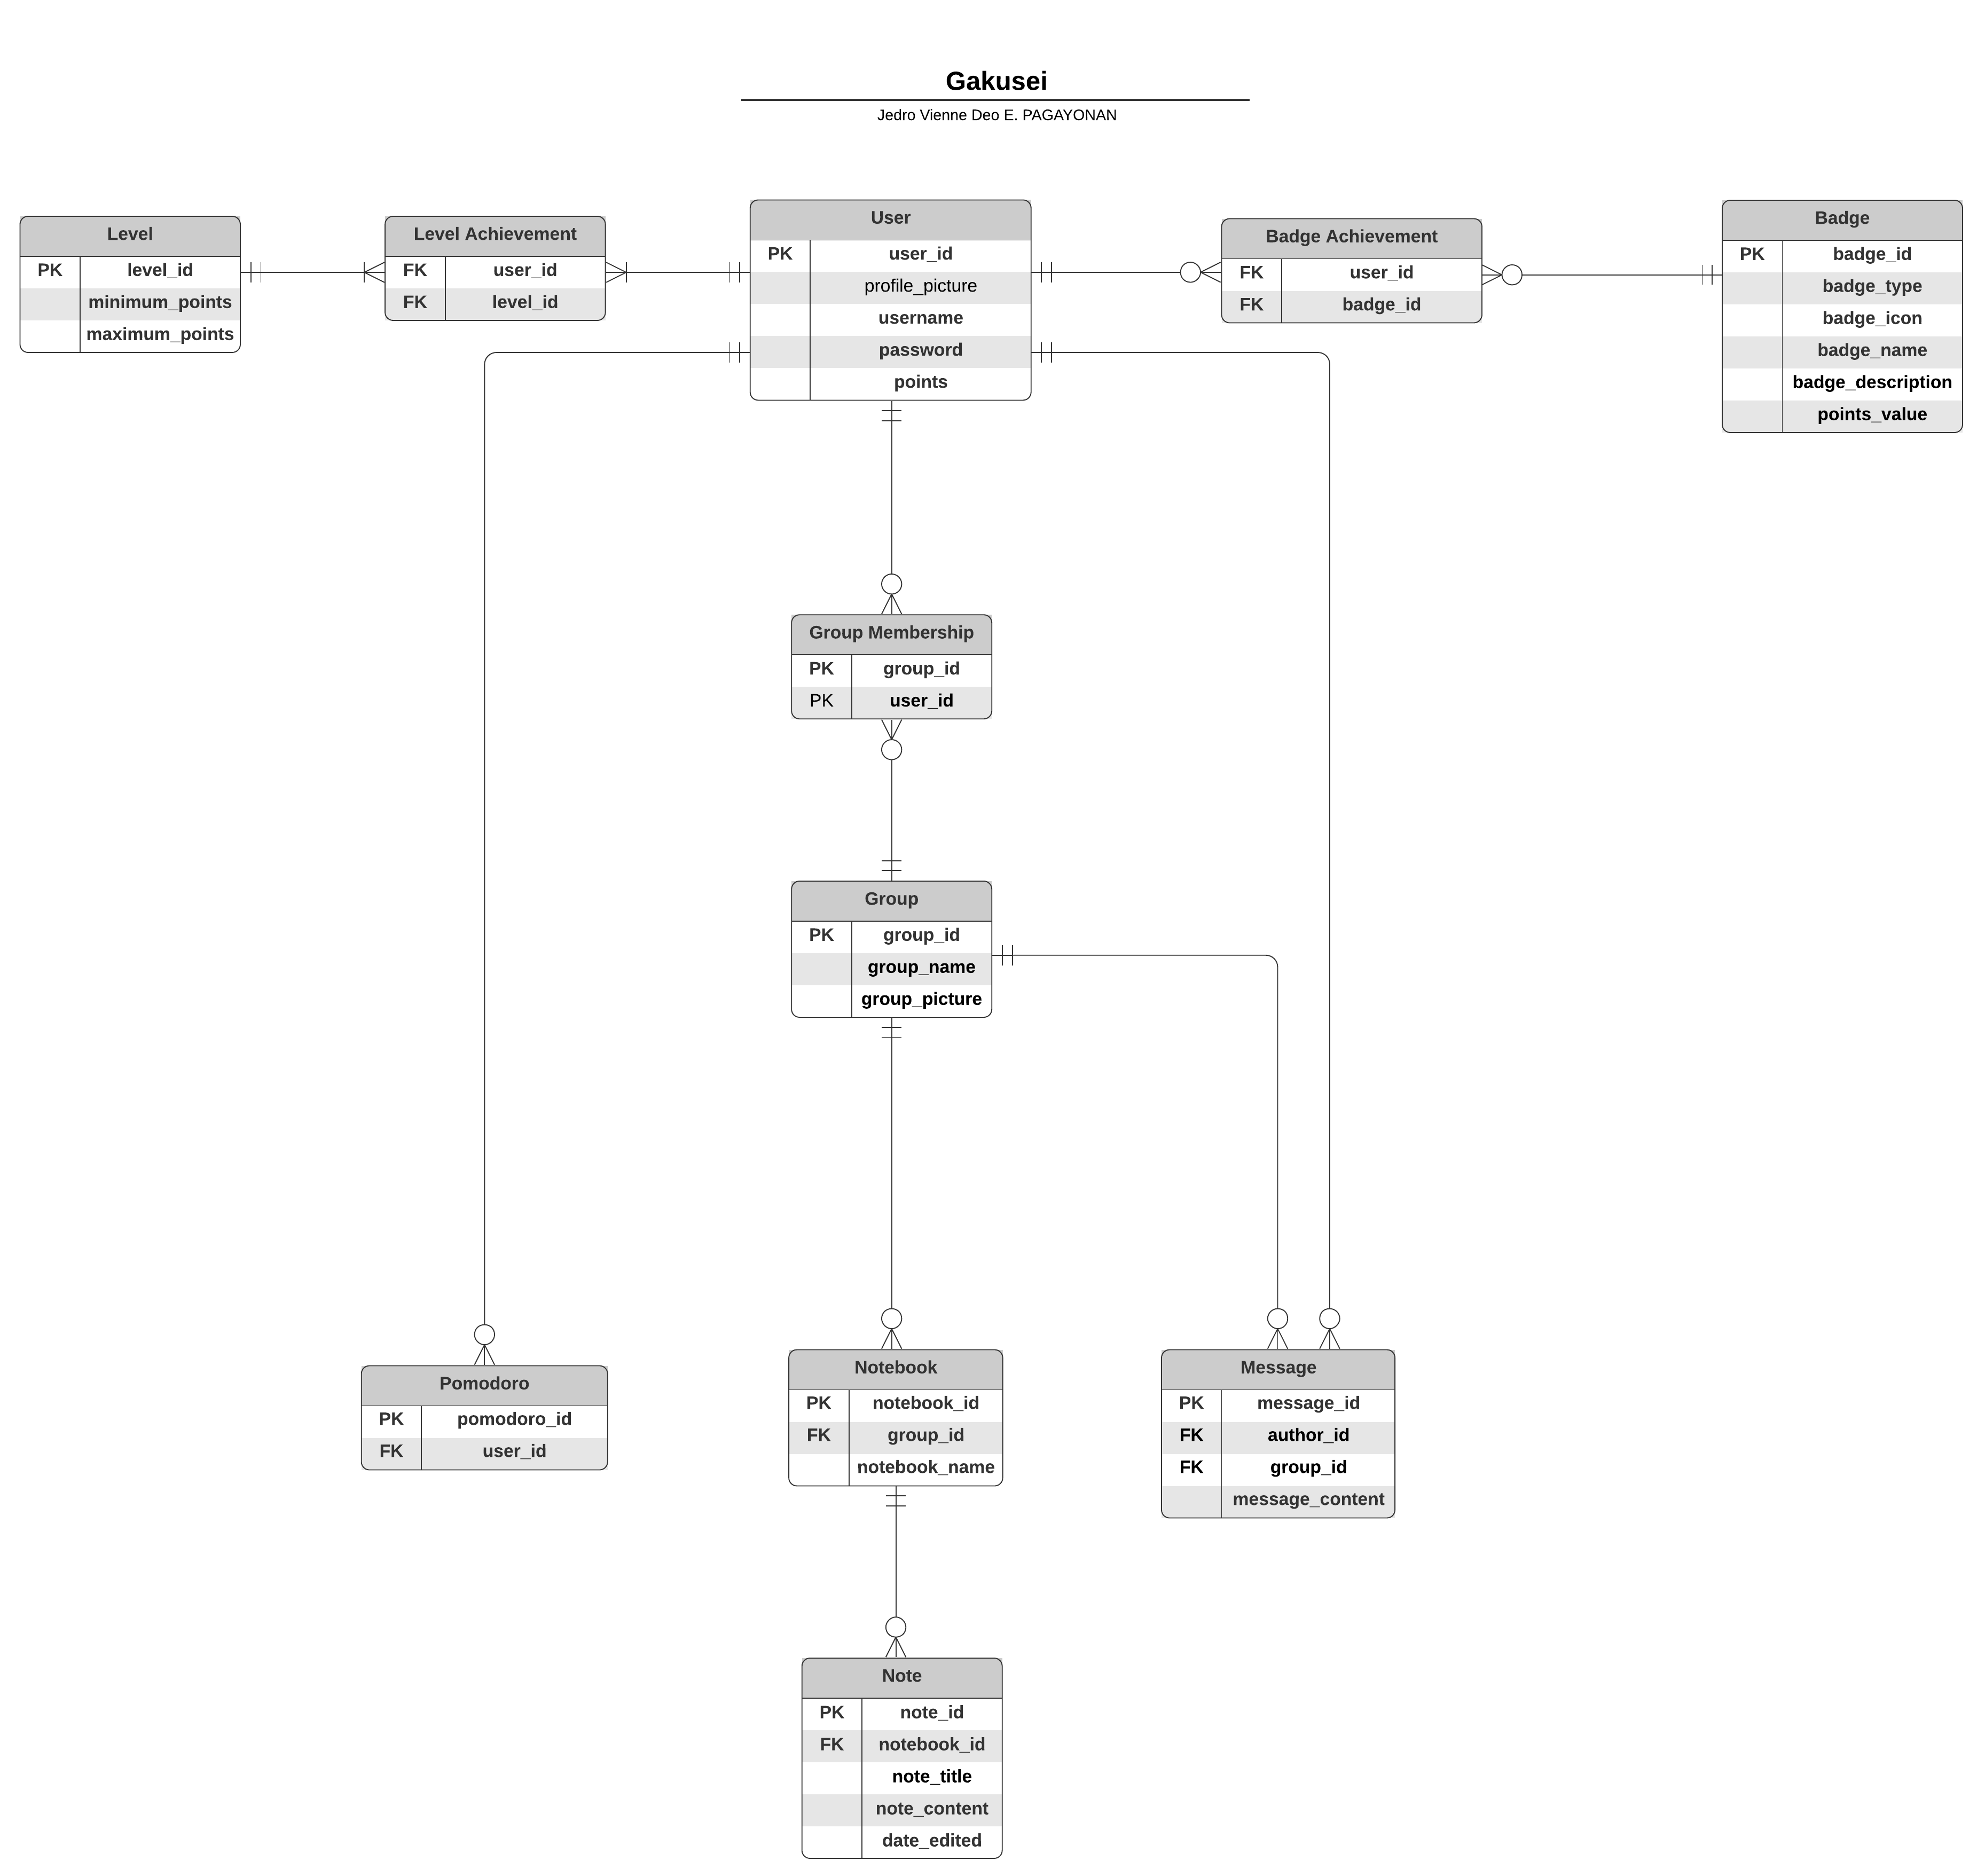 Gakusei
Jedro Vienne Deo E. PAGAYONAN
Level
PK level_id
minimum_points
maximum_points
Level Achievement
FK user_id
FK level_id
User
PK user_id
profile_picture
username
password
points
Badge Achievement
FK user_id
FK badge_id
Badge
PK badge_id
badge_type
badge_icon
badge_name
badge_description
points_value
Group Membership
PK group_id
PK user_id
Group
PK group_id
group_name
group_picture
Pomodoro
PK pomodoro_id
FK user_id
Notebook
PK notebook_id
FK group_id
notebook_name
Message
PK message_id
FK author_id
FK group_id
message_content
Note
PK note_id
FK notebook_id
note_title
note_content
date_edited